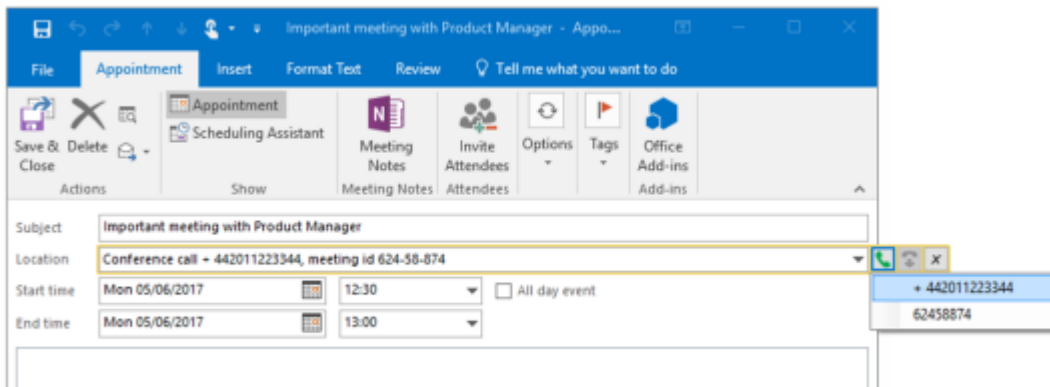 Important meeting with Product Manager - Appo...
File Appointment Insert Format Text Review Tell me what you want to do
Save & Close Delete Appointment Scheduling Assistant Meeting Notes Invite Attendees Options Tags Office Add-ins
Actions Show Meeting Notes Attendees Add-ins
Subject Important meeting with Product Manager
Location Conference call + 442011223344, meeting id 624-58-874 x
+ 442011223344
Start time Mon 05/06/2017 12:30 All day event
62458874
End time Mon 05/06/2017 13:00